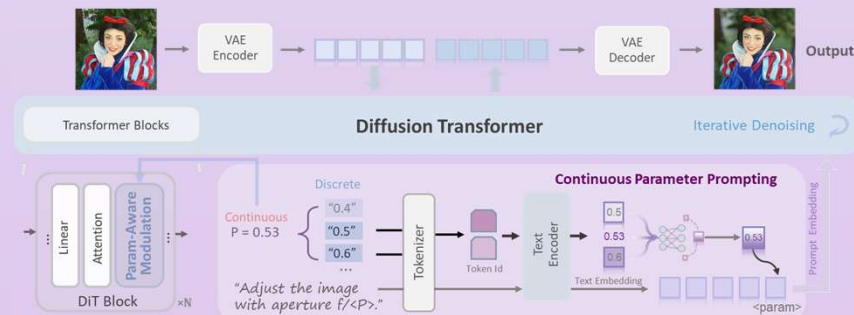 VAE
Encoder
VAE
Decoder
Output
Transformer Blocks
Diffusion Transformer
Iterative Denoising
Linear
Attention
Param-Aware
Modulation
DiT Block
×N
Continuous
P = 0.53
Discrete
"0.4"
"0.5"
"0.6"
...
"Adjust the image
with aperture f/<P>."
Tokenizer
Token Id
Text
Encoder
Continuous Parameter Prompting
0.5
0.53
0.6
0.53
Text Embedding
<param>
Prompt Embedding